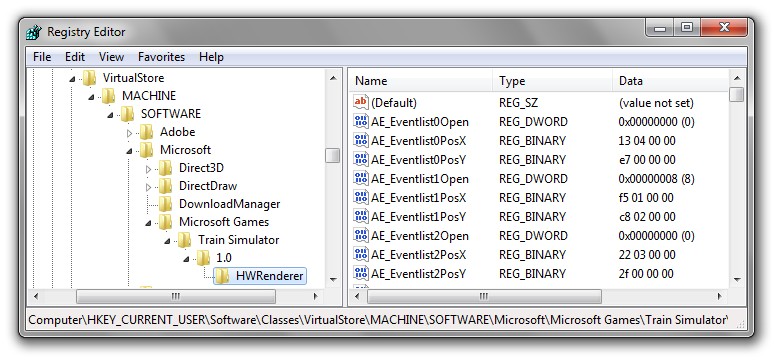 Registry Editor
File Edit View Favorites Help
VirtualStore
MACHINE
SOFTWARE
Adobe
Microsoft
Direct3D
DirectDraw
DownloadManager
Microsoft Games
Train Simulator
1.0
HWRenderer
Name Type Data
(Default) REG_SZ (value not set)
AE_Eventlist0Open REG_DWORD 0x00000000 (0)
AE_Eventlist0PosX REG_BINARY 13 04 00 00
AE_Eventlist0PosY REG_BINARY e7 00 00 00
AE_Eventlist1Open REG_DWORD 0x00000008 (8)
AE_Eventlist1PosX REG_BINARY f5 01 00 00
AE_Eventlist1PosY REG_BINARY c8 02 00 00
AE_Eventlist2Open REG_DWORD 0x00000000 (0)
AE_Eventlist2PosX REG_BINARY 22 03 00 00
AE_Eventlist2PosY REG_BINARY 2f 00 00 00
Computer\HKEY_CURRENT_USER\Software\Classes\VirtualStore\MACHINE\SOFTWARE\Microsoft\Microsoft Games\Train Simulator\